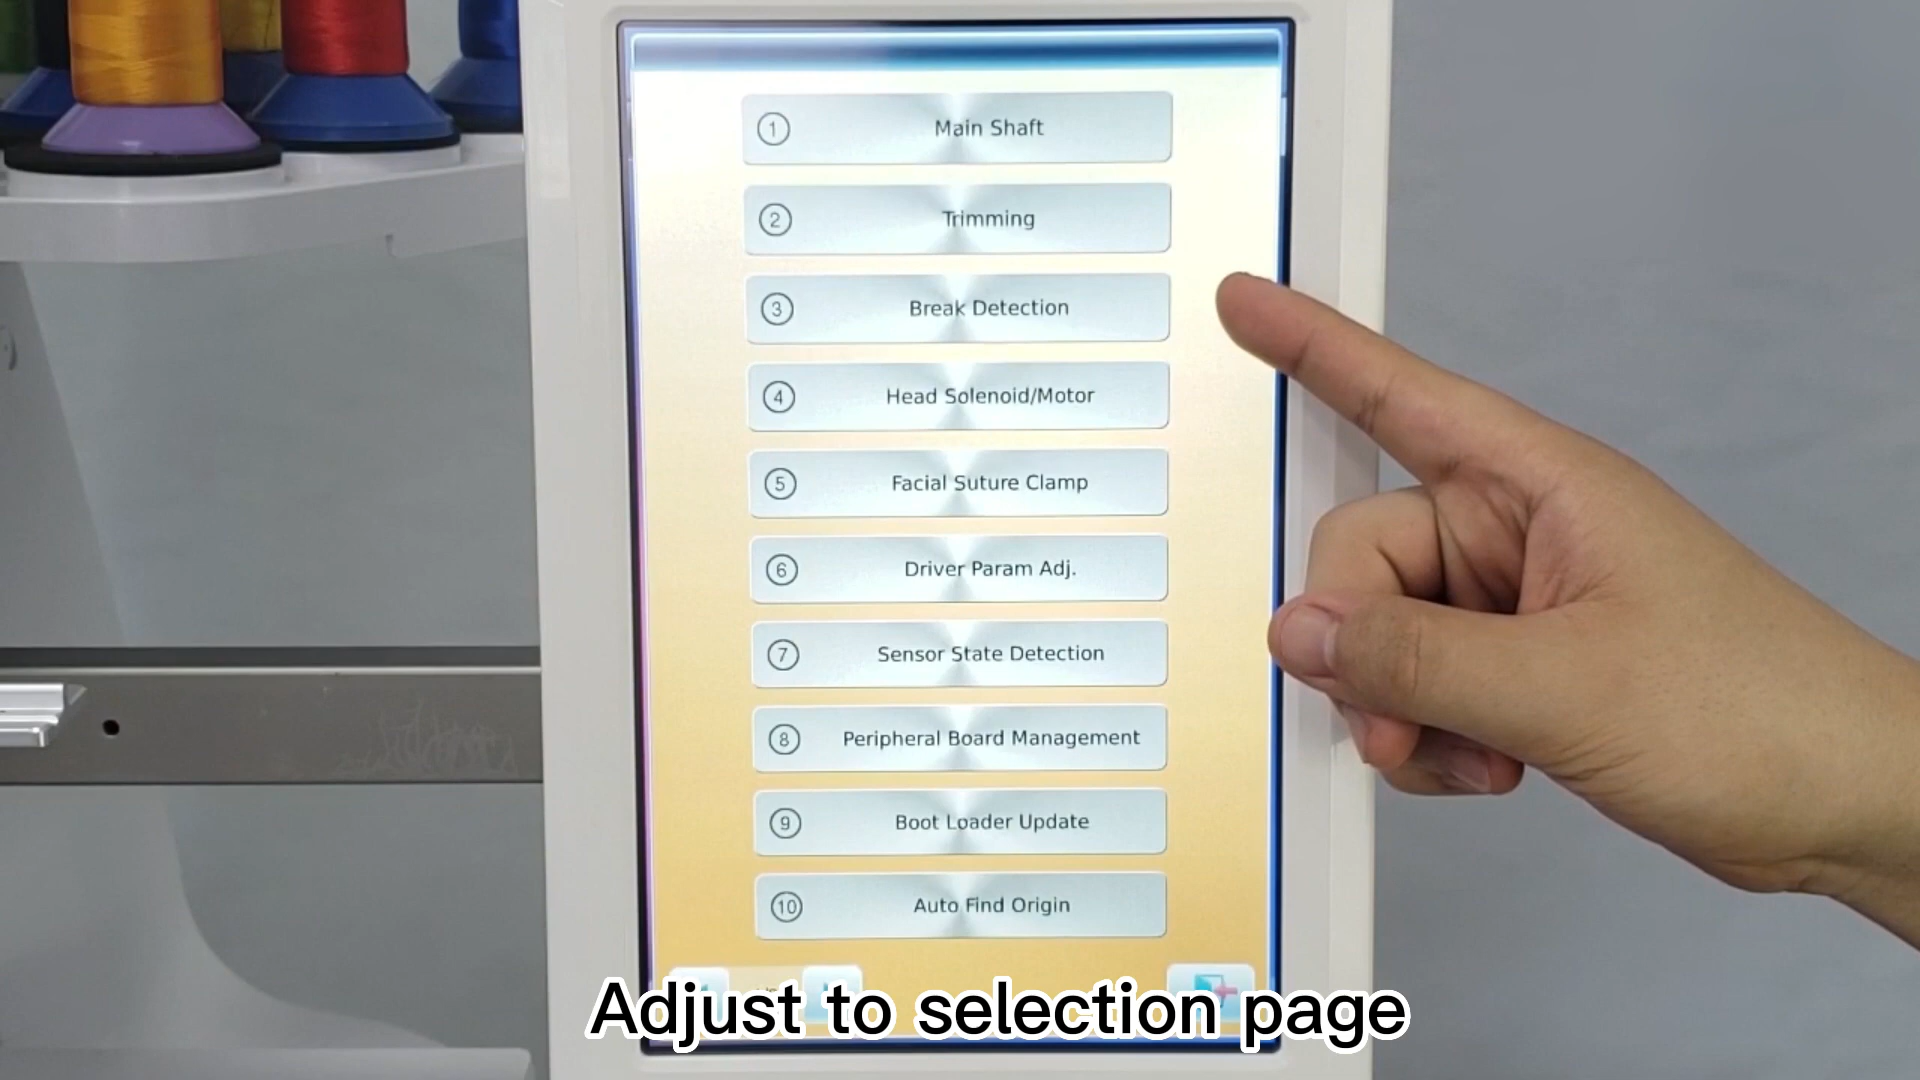 ① Main Shaft
② Trimming
③ Break Detection
④ Head Solenoid/Motor
⑤ Facial Suture Clamp
⑥ Driver Param Adj.
⑦ Sensor State Detection
⑧ Peripheral Board Management
⑨ Boot Loader Update
⑩ Auto Find Origin
Adjust to selection page